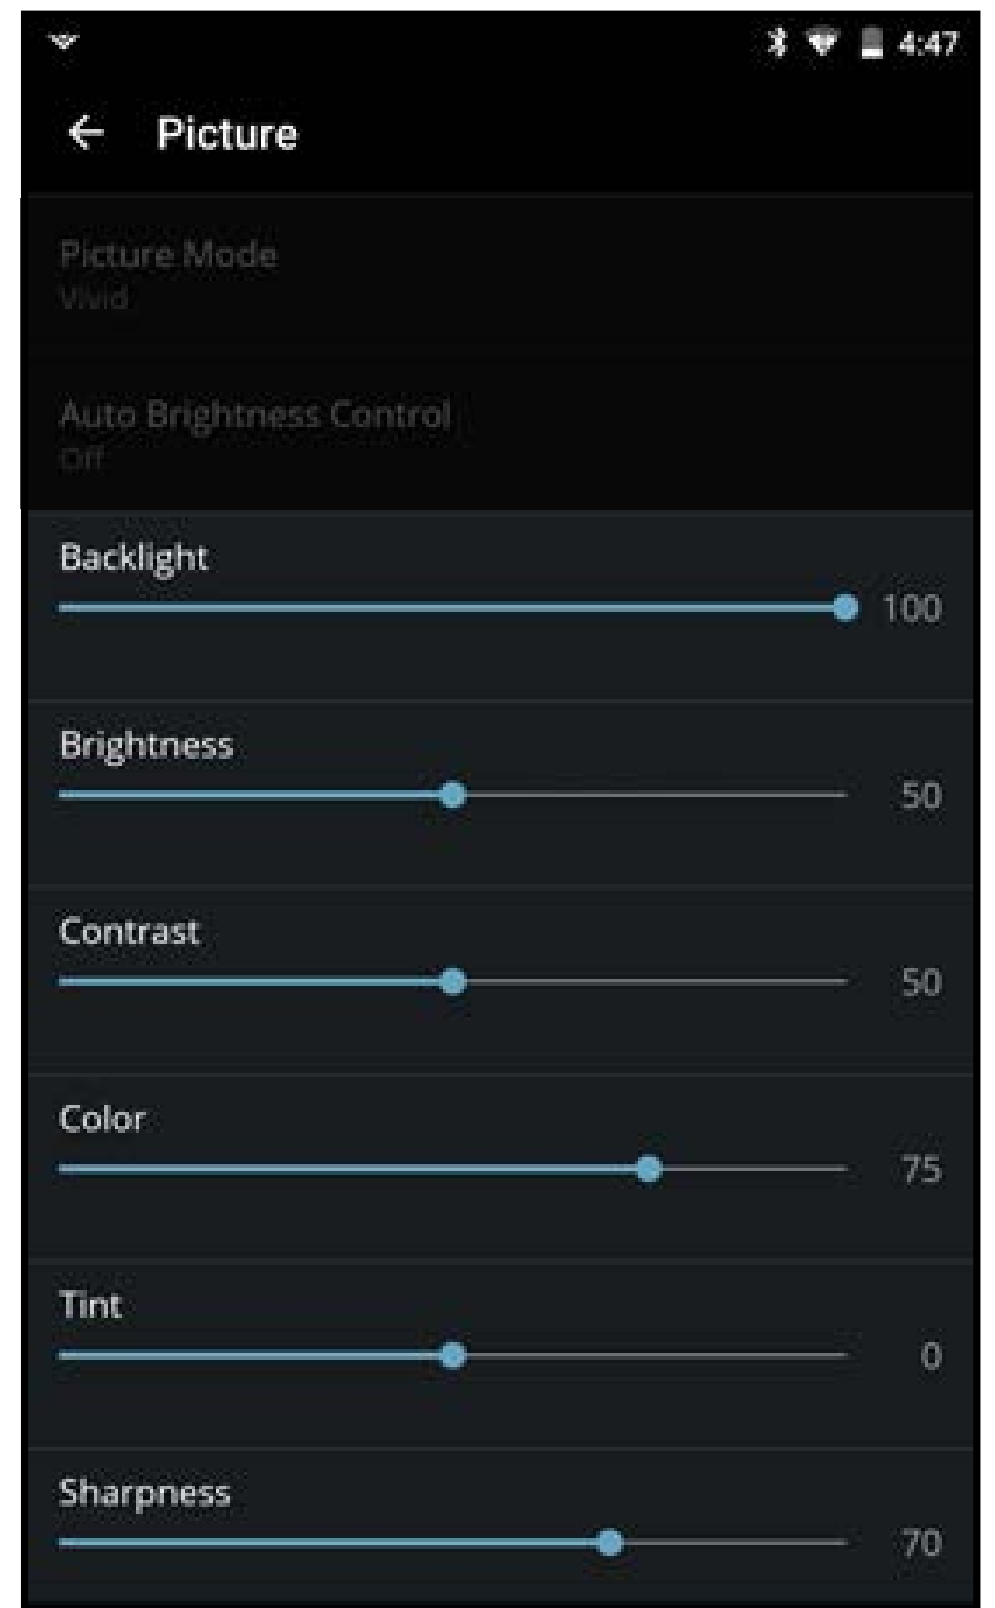 4:47
Picture
Picture Mode
Vivid
Auto Brightness Control
Off
Backlight
100
Brightness
50
Contrast
50
Color
75
Tint
0
Sharpness
70